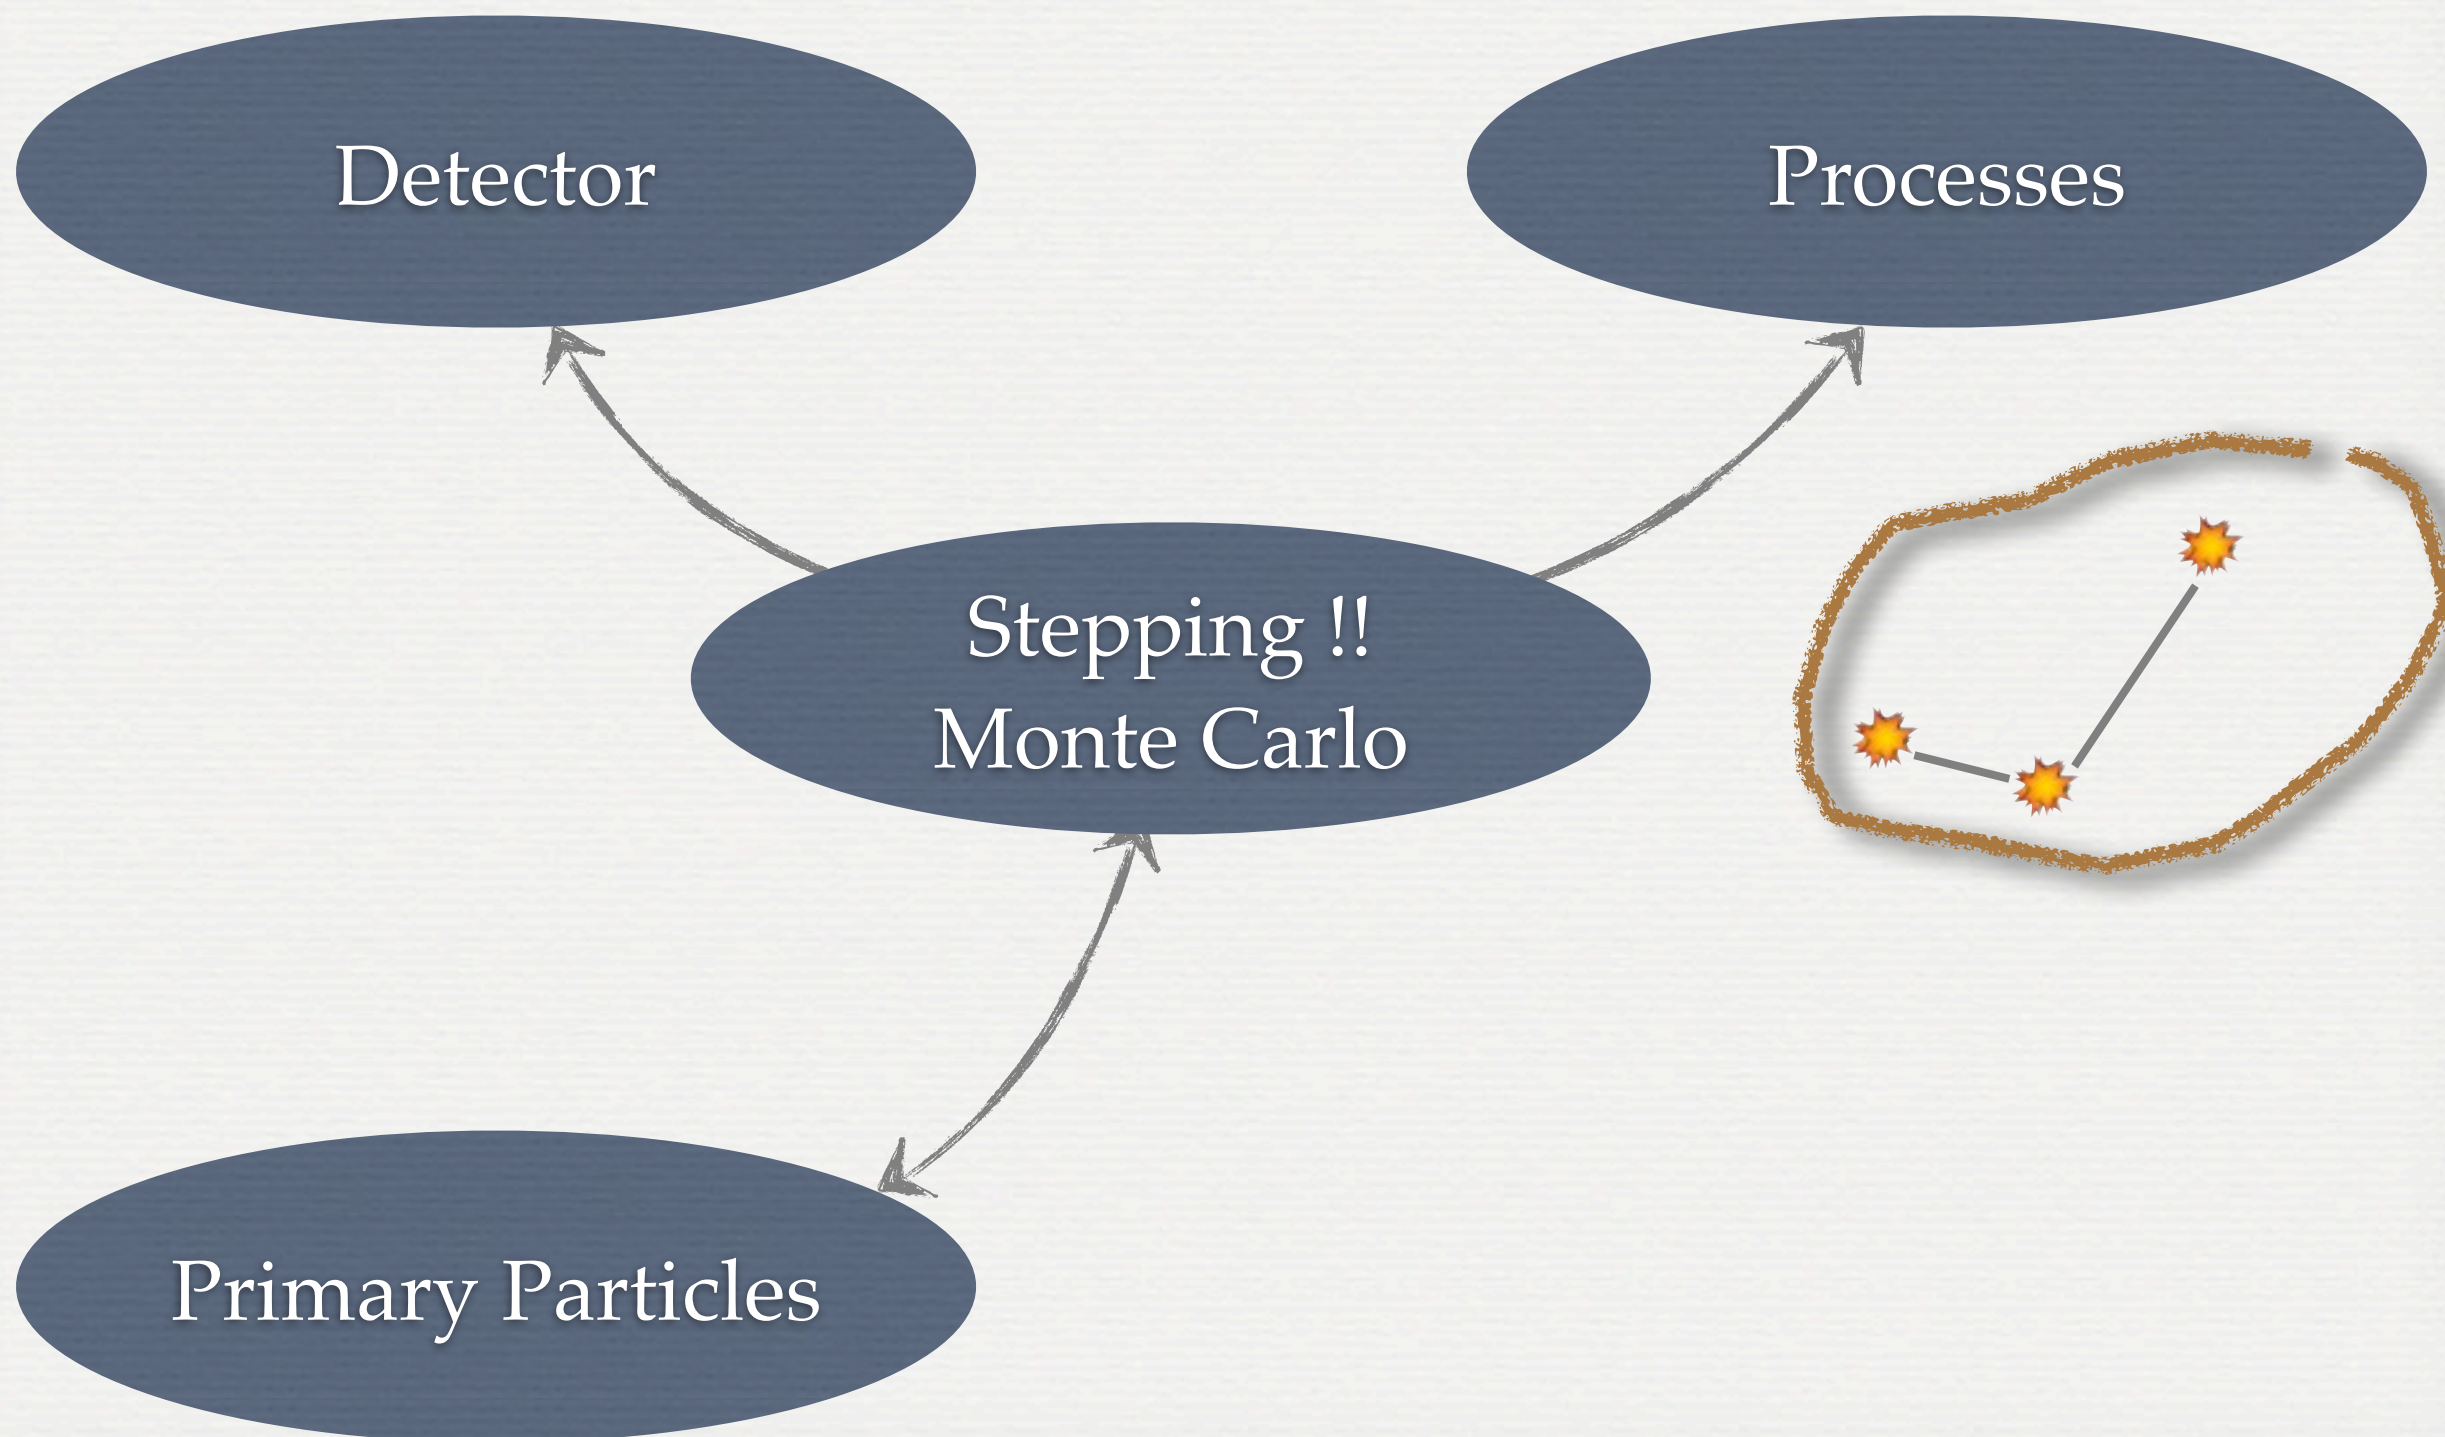 Detector
Processes
Stepping !!
Monte Carlo
Primary Particles